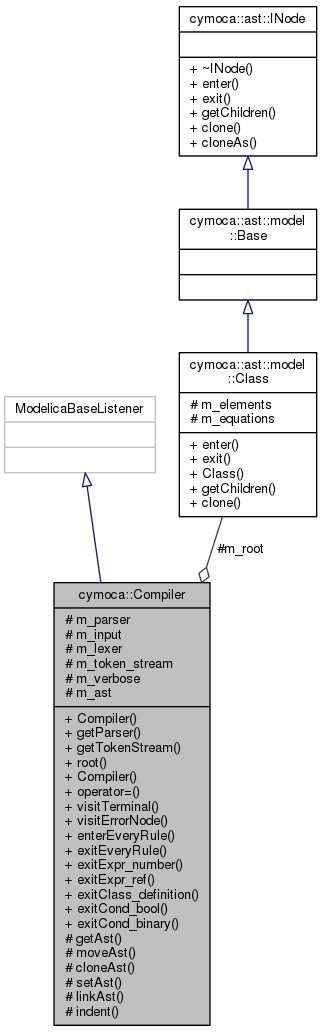 cymoca::ast::INode
+ ~INode()
+ enter()
+ exit()
+ getChildren()
+ clone()
+ cloneAs()
cymoca::ast::model
::Base
cymoca::ast::model
::Class
# m_elements
# m_equations
+ enter()
+ exit()
+ Class()
+ getChildren()
+ clone()
ModelicaBaseListener
#m_root
cymoca::Compiler
# m_parser
# m_input
# m_lexer
# m_token_stream
# m_verbose
# m_ast
+ Compiler()
+ getParser()
+ getTokenStream()
+ root()
+ Compiler()
+ operator=()
+ visitTerminal()
+ visitErrorNode()
+ enterEveryRule()
+ exitEveryRule()
+ exitExpr_number()
+ exitExpr_ref()
+ exitClass_definition()
+ exitCond_bool()
+ exitCond_binary()
# getAst()
# moveAst()
# cloneAst()
# setAst()
# linkAst()
# indent()